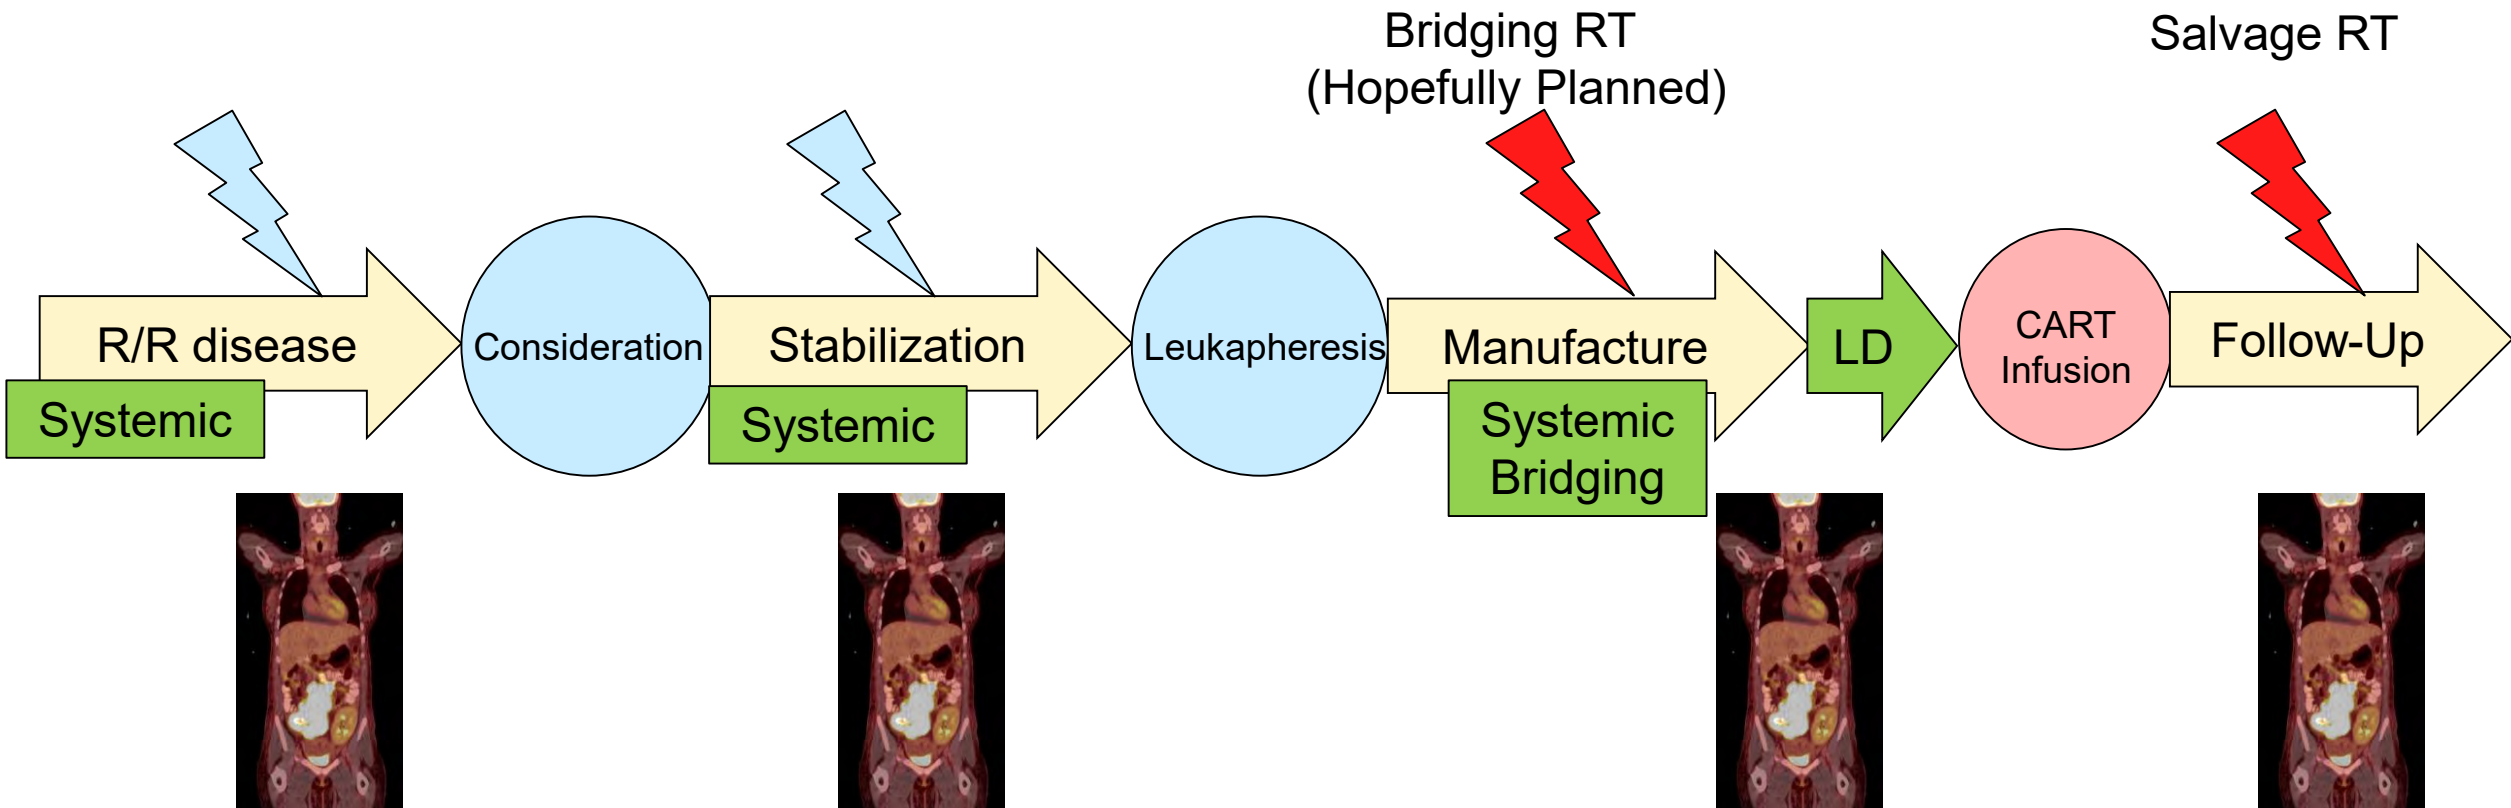 Bridging RT
(Hopefully Planned)
Salvage RT
R/R disease
Systemic
Consideration
Stabilization
Systemic
Leukapheresis
Manufacture
Systemic
Bridging
LD
CART
Infusion
Follow-Up